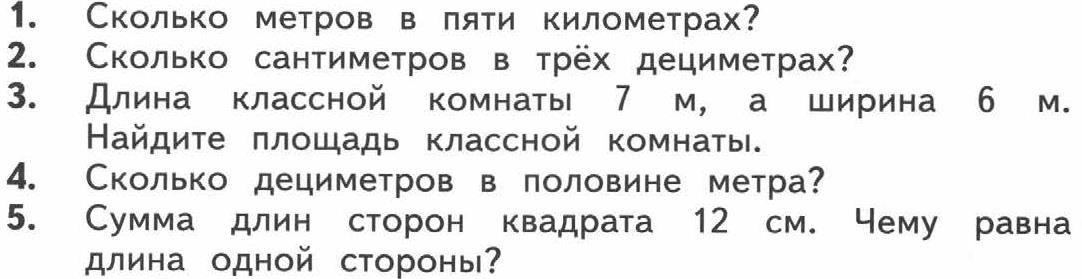 1. Сколько метров в пяти километрах?
2. Сколько сантиметров в трёх дециметрах?
3. Длина классной комнаты 7 м, а ширина 6 м.
Найдите площадь классной комнаты.
4. Сколько дециметров в половине метра?
5. Сумма длин сторон квадрата 12 см. Чему равна
длина одной стороны?